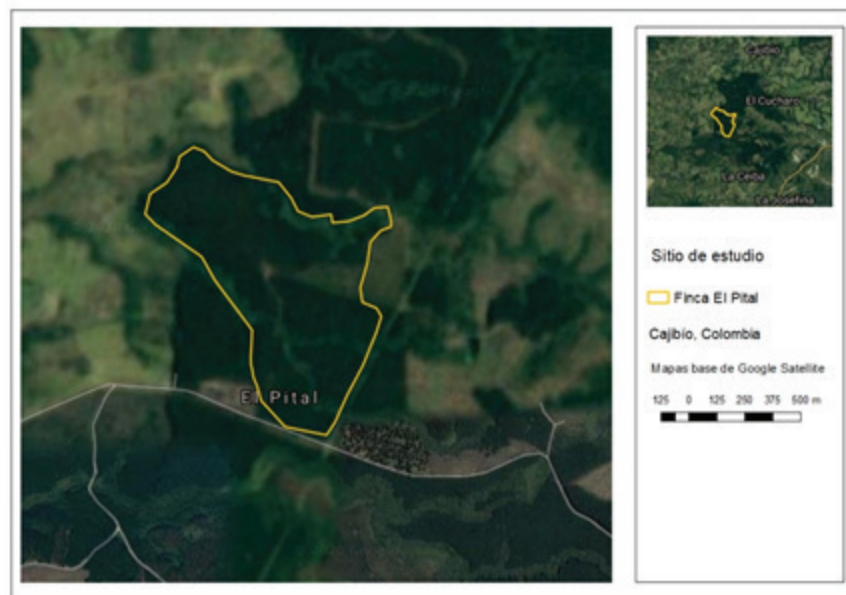 El Pital
Cajibío
El Cucharo
La Ceiba
La Josefina
Sitio de estudio
Finca El Pital
Cajibío, Colombia
Mapas base de Google Satellite
125 0 125 250 375 500 m